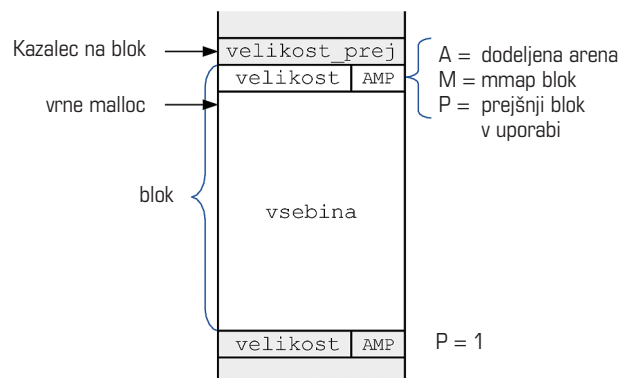 Kazalec na blok
velikost_prej
velikost AMP
A = dodeljena arena
M = mmap blok
P = prejšnji blok
v uporabi
vrne malloc
blok
vsebina
velikost AMP
P = 1